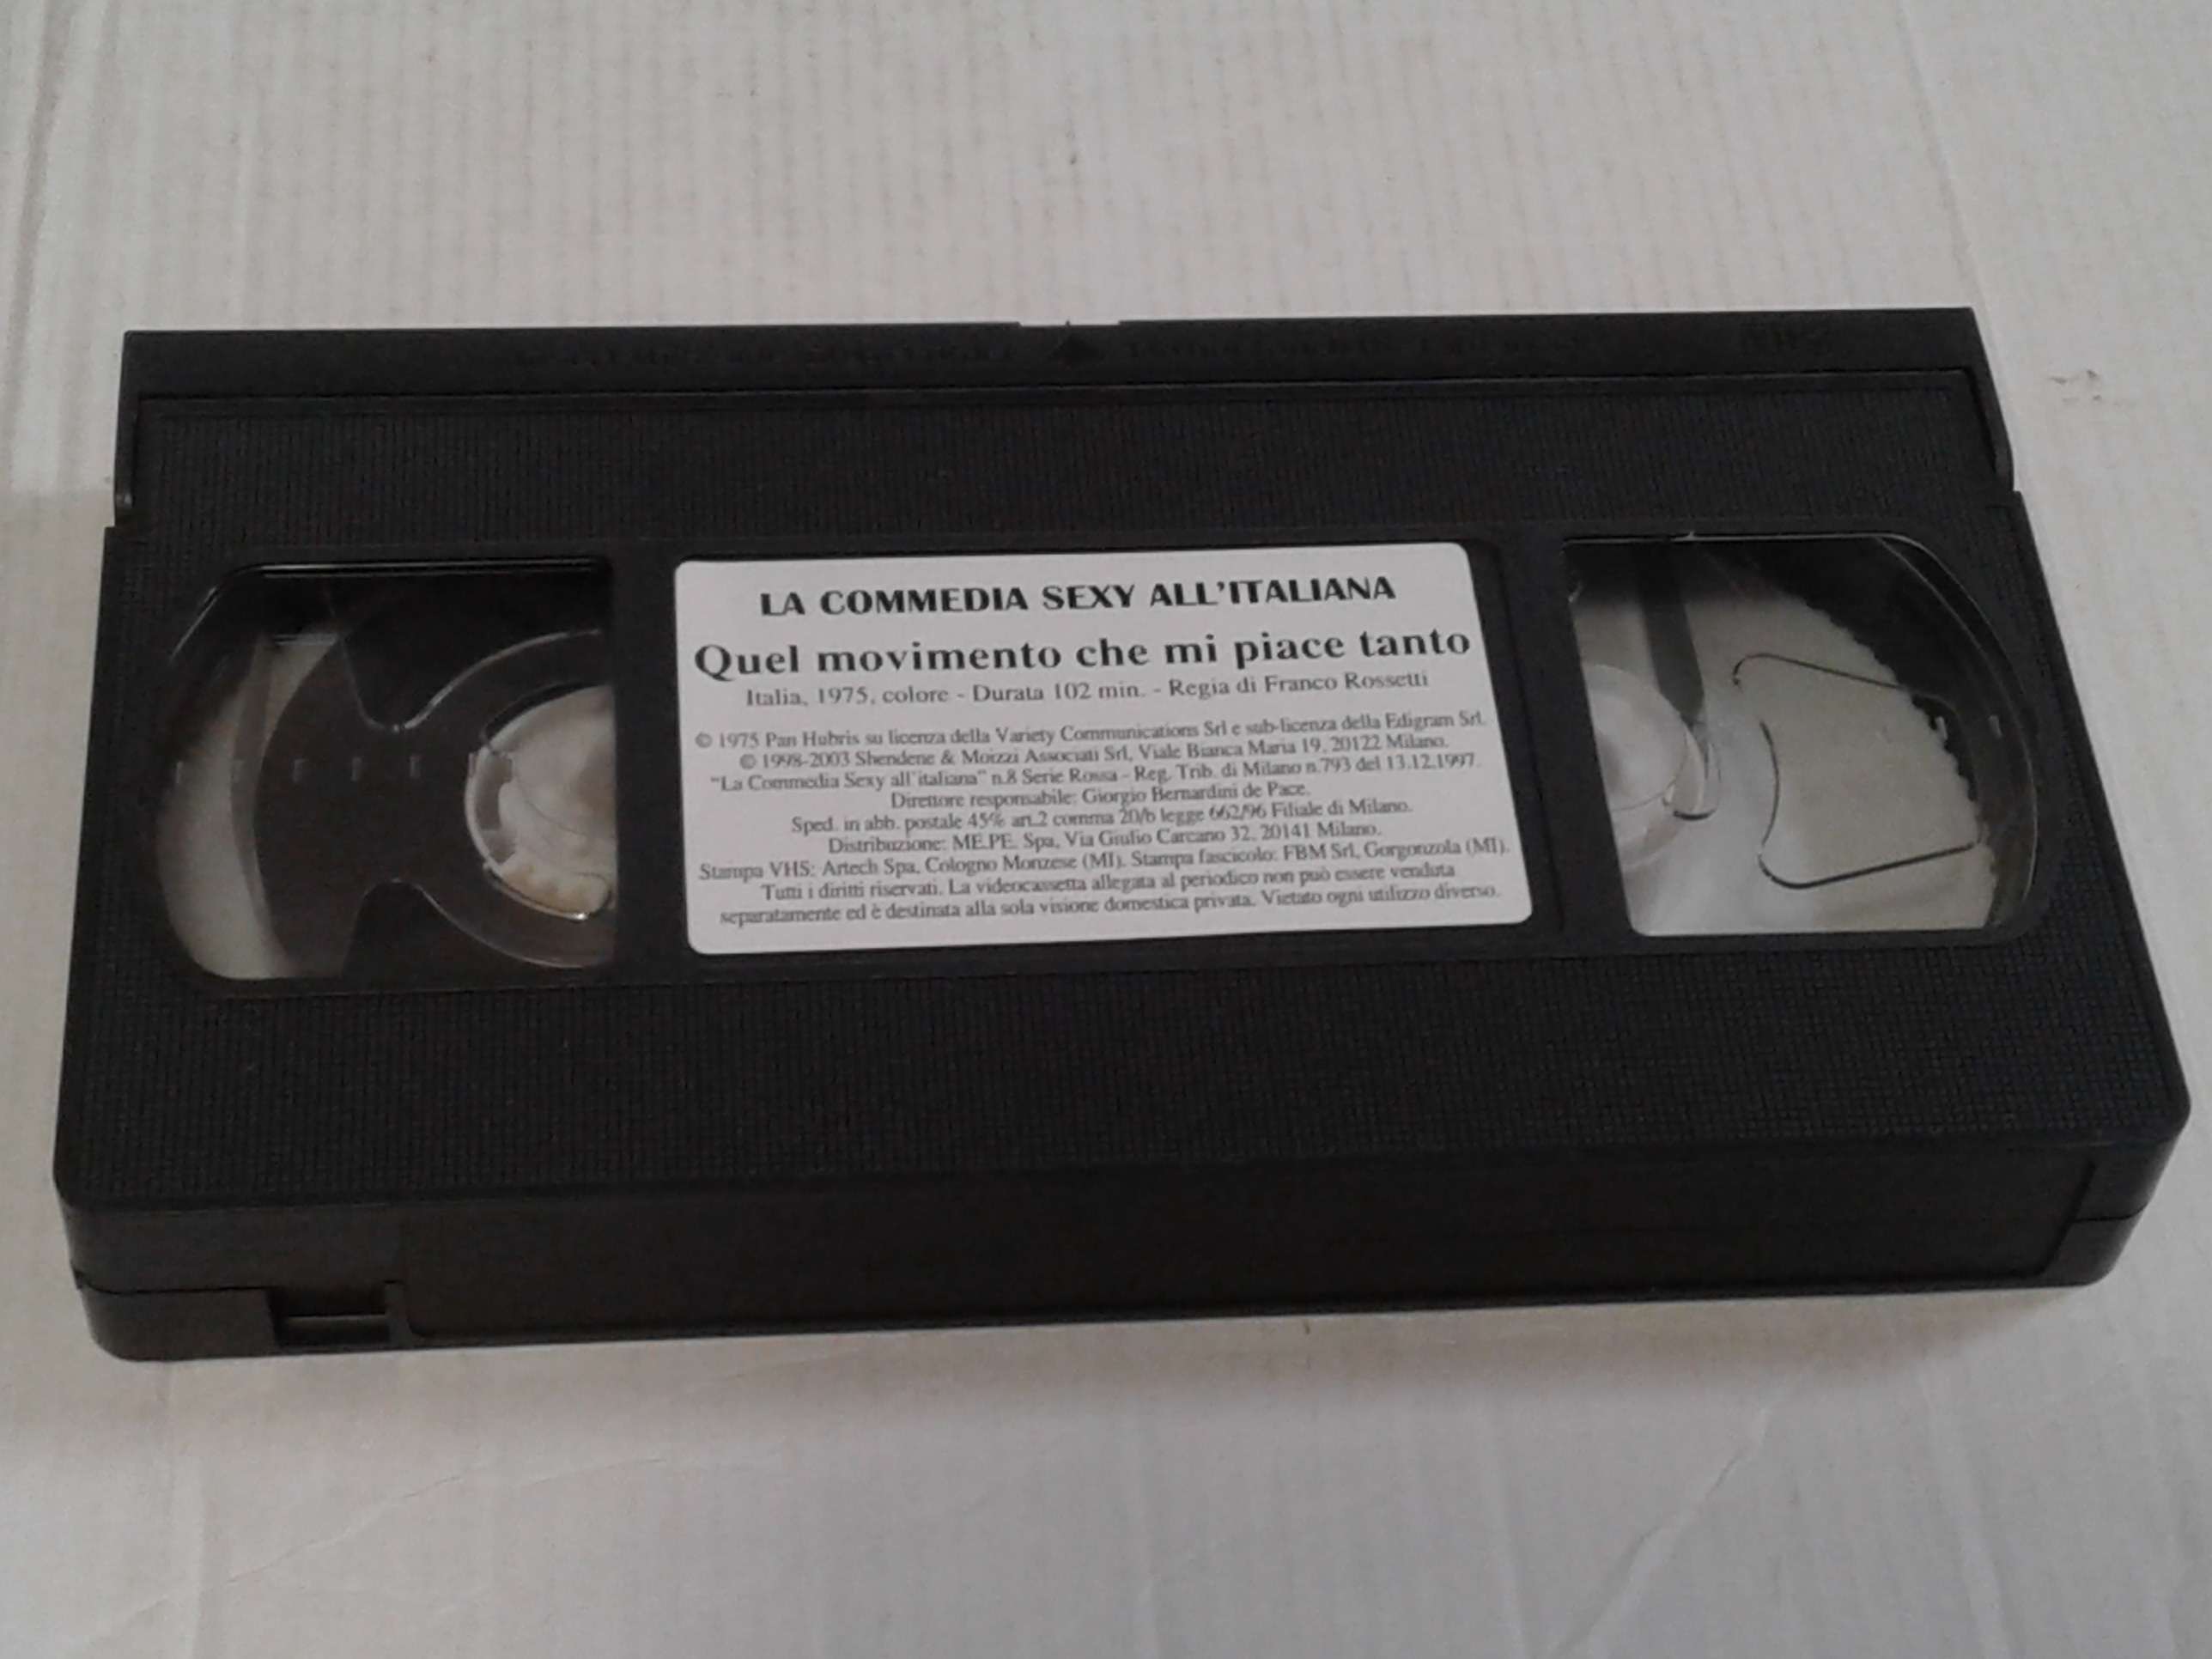 VHS
LA COMMEDIA SEXY ALL'ITALIANA
Quel movimento che mi piace tanto
Italia, 1975, colore - Durata 102 min. - Regia di Franco Rossetti
© 1975 Pan Hubris su licenza della Variety Communications Srl e sub-licenza della Edigram Srl.
© 1998-2003 Shendene & Moizzi Associati Srl, Viale Bianca Maria 19, 20122 Milano.
"La Commedia Sexy all'italiana" n.8 Serie Rossa - Reg. Trib. di Milano n.793 del 13.12.1997.
Direttore responsabile: Giorgio Bernardini de Pace.
Sped. in abb. postale 45% art.2 comma 20/b legge 662/96 Filiale di Milano.
Distribuzione: ME.PE. Spa, Via Giulio Carcano 32, 20141 Milano.
Stampa VHS: Artech Spa, Cologno Monzese (MI). Stampa fascicolo: FBM Srl, Gorgonzola (MI).
Tutti i diritti riservati. La videocassetta allegata al periodico non può essere venduta
separatamente ed è destinata alla sola visione domestica privata. Vietato ogni utilizzo diverso.